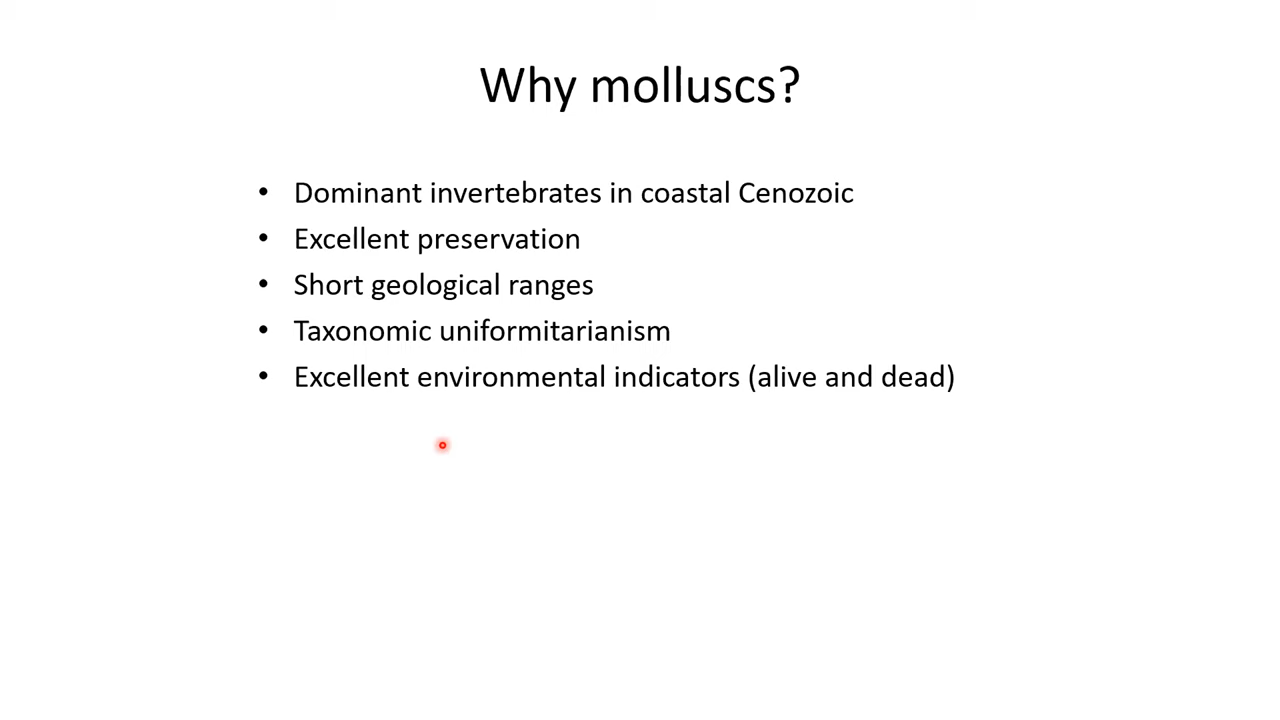 Why molluscs?
• Dominant invertebrates in coastal Cenozoic
• Excellent preservation
• Short geological ranges
• Taxonomic uniformitarianism
• Excellent environmental indicators (alive and dead)